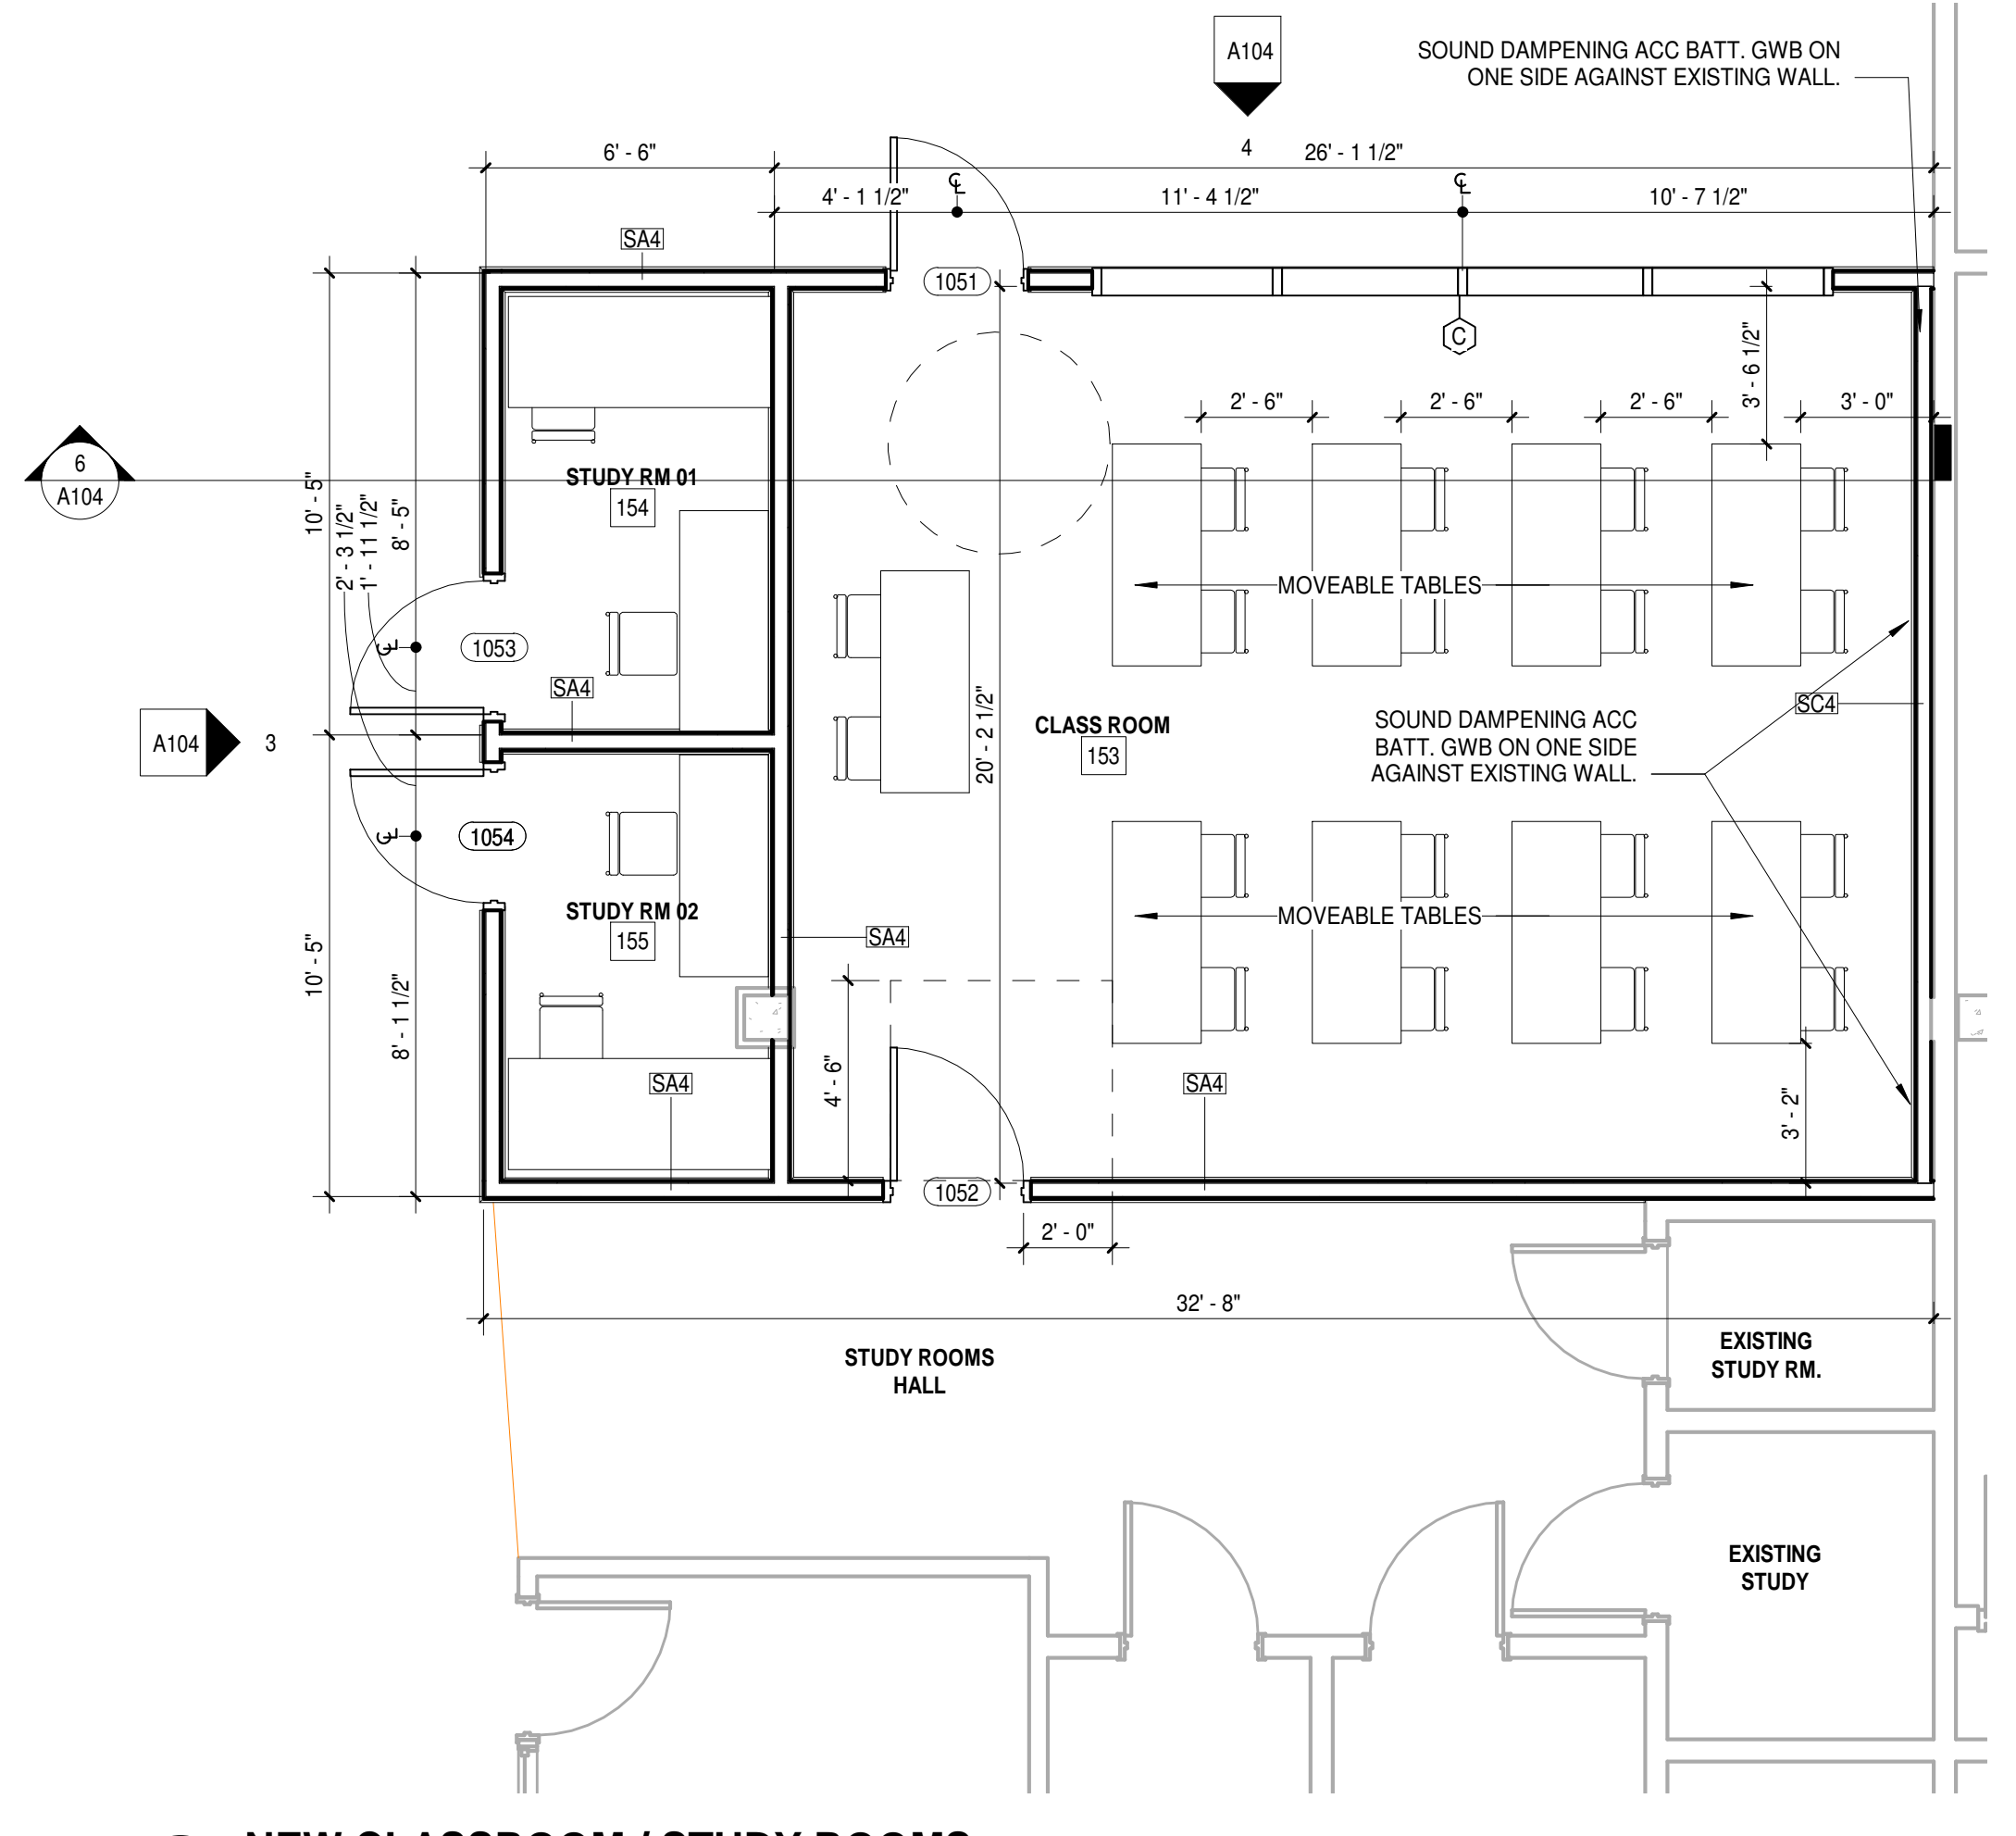 A104
SOUND DAMPENING ACC BATT. GWB ON
ONE SIDE AGAINST EXISTING WALL.
4
6' - 6"
26' - 1 1/2"
4' - 1 1/2"
℄
11' - 4 1/2"
℄
10' - 7 1/2"
SA4
1051
C
3' - 6 1/2"
2' - 6"
2' - 6"
2' - 6"
3' - 0"
6
A104
STUDY RM 01
154
10' - 5"
2' - 3 1/2"
1' - 11 1/2"
8' - 5"
MOVEABLE TABLES
℄
1053
SA4
SC4
A104
3
CLASS ROOM
153
20' - 2 1/2"
SOUND DAMPENING ACC
BATT. GWB ON ONE SIDE
AGAINST EXISTING WALL.
℄
1054
STUDY RM 02
155
SA4
MOVEABLE TABLES
10' - 5"
8' - 1 1/2"
4' - 6"
SA4
SA4
3' - 2"
1052
2' - 0"
32' - 8"
STUDY ROOMS
HALL
EXISTING
STUDY RM.
EXISTING
STUDY
NEW CLASSROOM / STUDY ROOMS